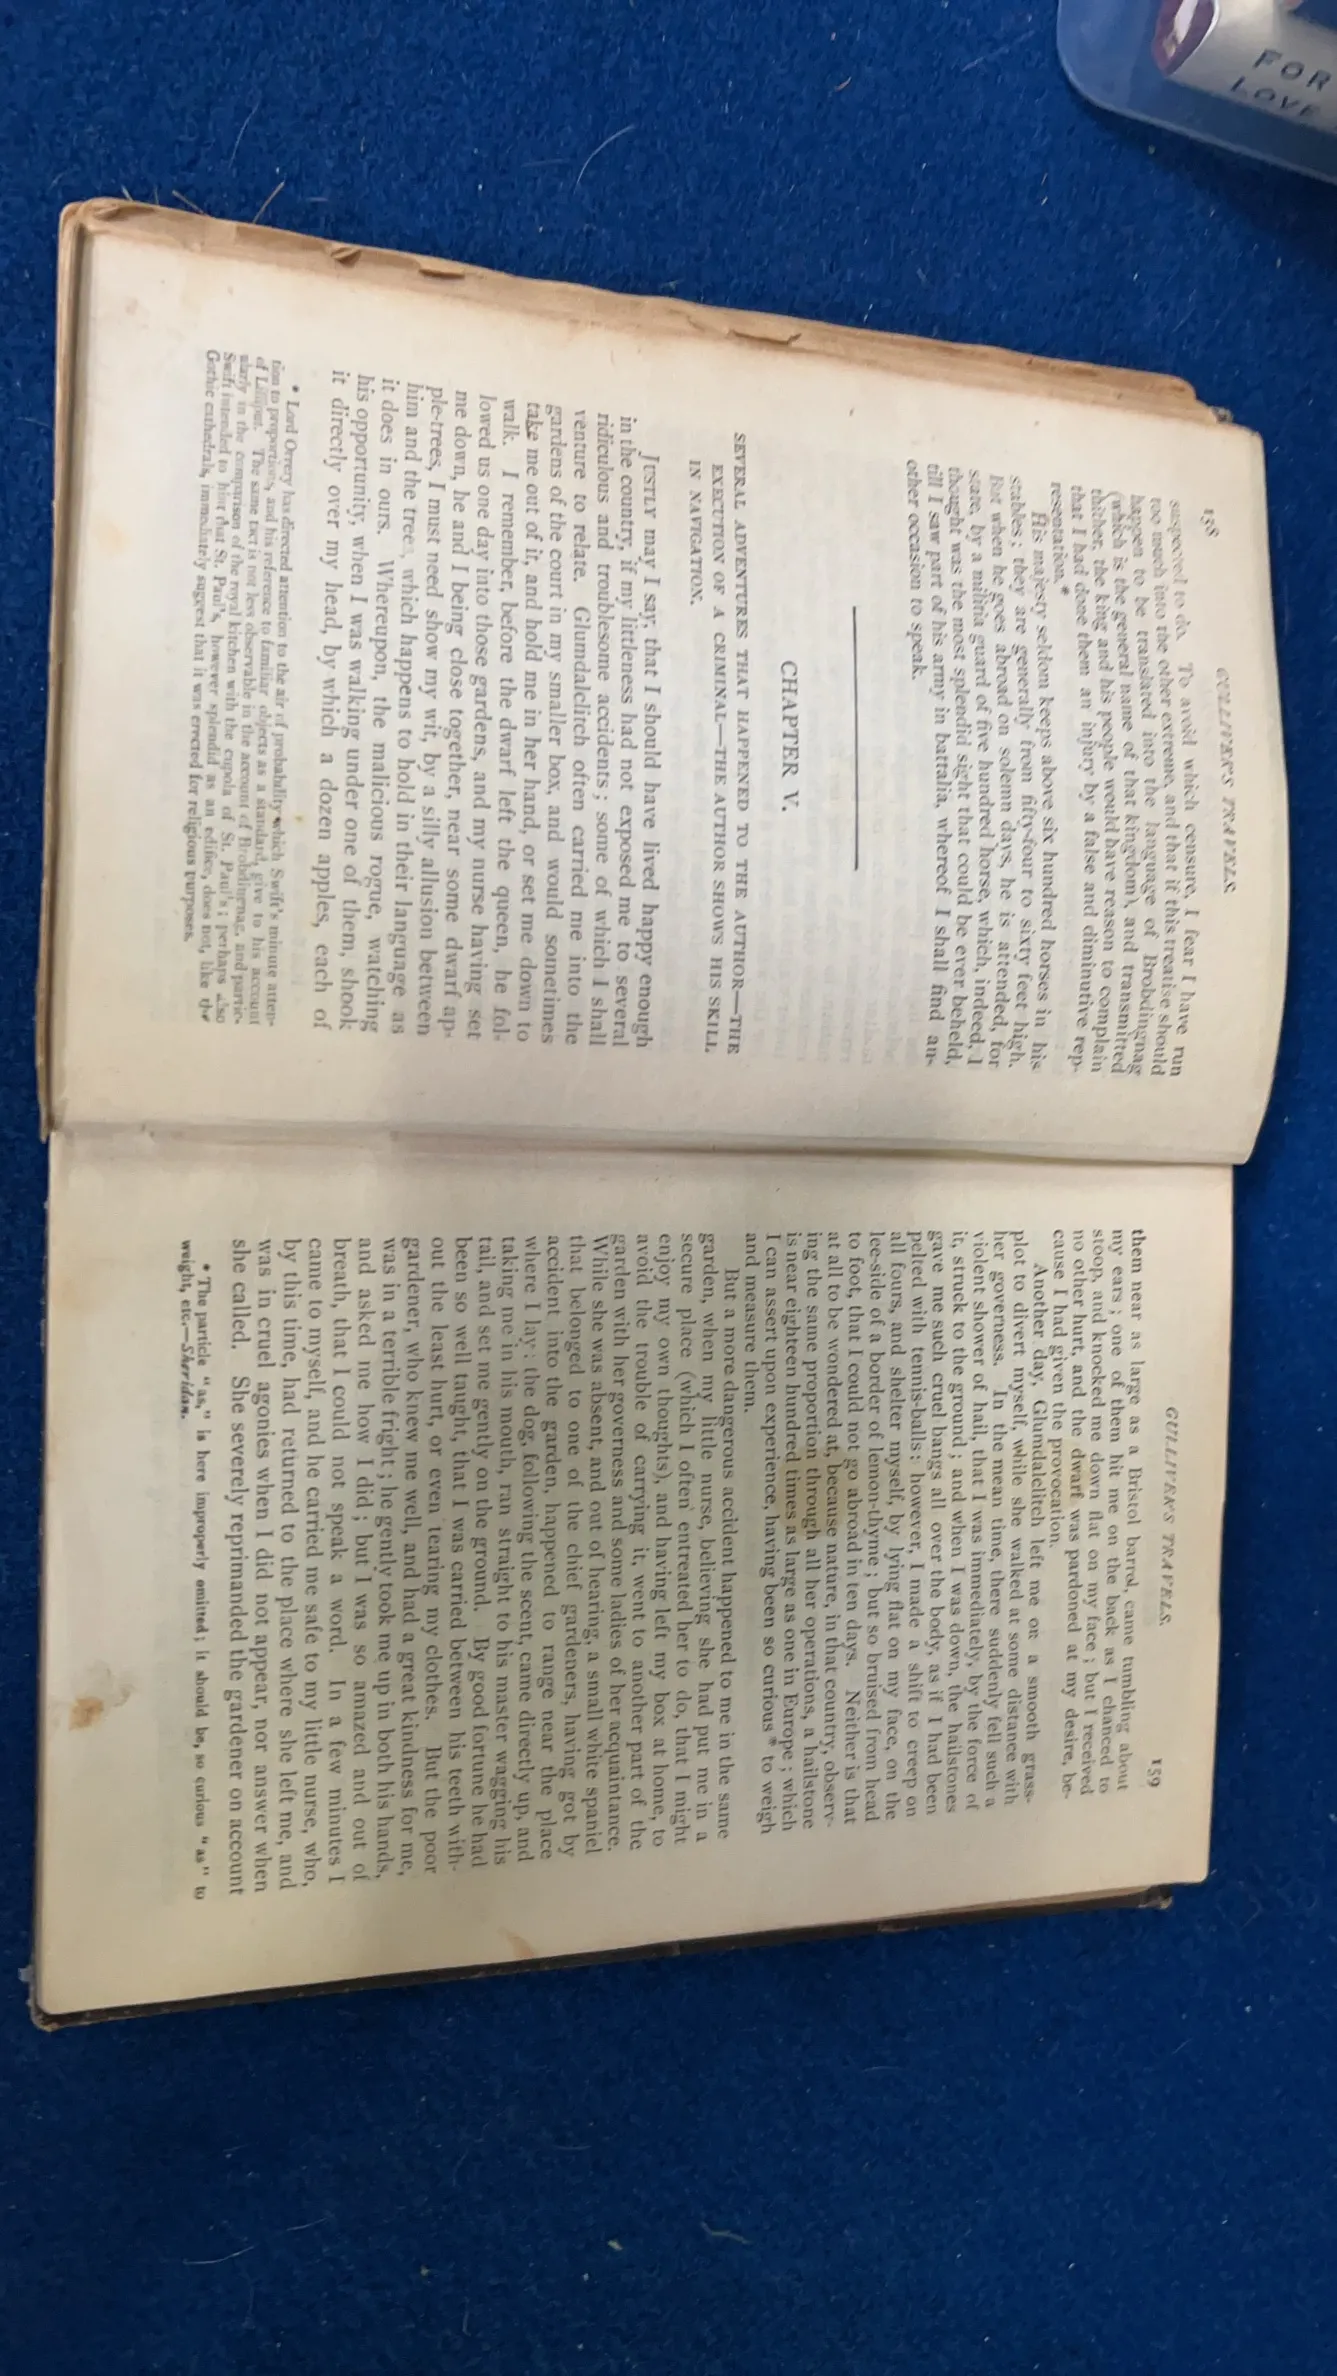 138 GULLIVER'S TRAVELS.
suspected to do. To avoid which censure, I fear I have run
too much into the other extreme, and that if this treatise should
happen to be translated into the language of Brobdingnag
(which is the general name of that kingdom), and transmitted
thither, the king and his people would have reason to complain
that I had done them an injury by a false and diminutive rep-
resentation.*
His majesty seldom keeps above six hundred horses in his
stables; they are generally from fifty-four to sixty feet high.
But when he goes abroad on solemn days, he is attended, for
state, by a militia guard of five hundred horse, which, indeed, I
thought was the most splendid sight that could be ever beheld,
till I saw part of his army in battalia, whereof I shall find an-
other occasion to speak.
CHAPTER V.
SEVERAL ADVENTURES THAT HAPPENED TO THE AUTHOR—THE
EXECUTION OF A CRIMINAL—THE AUTHOR SHOWS HIS SKILL
IN NAVIGATION.
JUSTLY may I say, that I should have lived happy enough
in the country, if my littleness had not exposed me to several
ridiculous and troublesome accidents; some of which I shall
venture to relate. Glumdalclitch often carried me into the
gardens of the court in my smaller box, and would sometimes
take me out of it, and hold me in her hand, or set me down to
walk. I remember, before the dwarf left the queen, he fol-
lowed us one day into those gardens, and my nurse having set
me down, he and I being close together, near some dwarf ap-
ple-trees, I must need show my wit, by a silly allusion between
him and the trees, which happens to hold in their language as
it does in ours. Whereupon, the malicious rogue, watching
his opportunity, when I was walking under one of them, shook
it directly over my head, by which a dozen apples, each of
* Lord Orrery has directed attention to the air of probability which Swift's minute atten-
tion to proportions, and his reference to familiar objects as a standard, give to his account
of Lilliput. The same tact is not less observable in the account of Brobdingnag, and partic-
ularly in the comparison of the royal kitchen with the cupola of St. Paul's; perhaps also
Swift intended to hint that St. Paul's, however splendid as an edifice, does not, like the
Gothic cathedrals, immediately suggest that it was erected for religious purposes.
GULLIVER'S TRAVELS. 159
them near as large as a Bristol barrel, came tumbling about
my ears; one of them hit me on the back as I chanced to
stoop, and knocked me down flat on my face; but I received
no other hurt, and the dwarf was pardoned at my desire, be-
cause I had given the provocation.
Another day, Glumdalclitch left me on a smooth grass-
plot to divert myself, while she walked at some distance with
her governess. In the mean time, there suddenly fell such a
violent shower of hail, that I was immediately, by the force of
it, struck to the ground; and when I was down, the hailstones
gave me such cruel bangs all over the body, as if I had been
pelted with tennis-balls; however, I made a shift to creep on
all fours, and shelter myself, by lying flat on my face, on the
lee-side of a border of lemon-thyme; but so bruised from head
to foot, that I could not go abroad in ten days. Neither is that
at all to be wondered at, because nature, in that country, observ-
ing the same proportion through all her operations, a hailstone
is near eighteen hundred times as large as one in Europe; which
I can assert upon experience, having been so curious* to weigh
and measure them.
But a more dangerous accident happened to me in the same
garden, when my little nurse, believing she had put me in a
secure place (which I often entreated her to do, that I might
enjoy my own thoughts), and having left my box at home, to
avoid the trouble of carrying it, went to another part of the
garden with her governess and some ladies of her acquaintance.
While she was absent, and out of hearing, a small white spaniel
that belonged to one of the chief gardeners, having got by
accident into the garden, happened to range near the place
where I lay; the dog, following the scent, came directly up, and
taking me in his mouth, ran straight to his master wagging his
tail, and set me gently on the ground. By good fortune he had
been so well taught, that I was carried between his teeth with-
out the least hurt, or even tearing my clothes. But the poor
gardener, who knew me well, and had a great kindness for me,
was in a terrible fright; he gently took me up in both his hands,
and asked me how I did; but I was so amazed and out of
breath, that I could not speak a word. In a few minutes I
came to myself, and he carried me safe to my little nurse, who,
by this time, had returned to the place where she left me, and
was in cruel agonies when I did not appear, nor answer when
she called. She severely reprimanded the gardener on account
* The particle "as," is here improperly omitted; it should be, so curious "as" to
weight, etc.—Sheridan.
FOR
LOVE